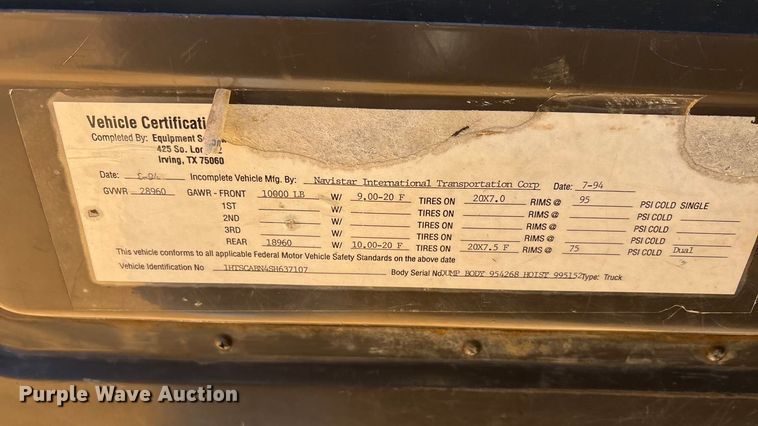 Vehicle Certificati
Completed By: Equipment S
425 So. Lo
Irving, TX 75060
Date: Incomplete Vehicle Mfg. By: Navistar International Transportation Corp Date: 7-94
GVWR 28960 GAWR - FRONT 10000 LB W/ 9.00-20 F TIRES ON 20X7.0 RIMS @ 95 PSI COLD SINGLE
1ST W/ TIRES ON RIMS @ PSI COLD
2ND W/ TIRES ON RIMS @ PSI COLD
3RD W/ TIRES ON RIMS @ PSI COLD
REAR 18960 W/ 10.00-20 F TIRES ON 20X7.5 F RIMS @ 75 PSI COLD Dual
This vehicle conforms to all applicable Federal Motor Vehicle Safety Standards on the above date
Vehicle Identification No 1HTSCABN4SH637107 Body Serial No DUMP BODY 954268 HOIST 995152 Type: Truck
Purple Wave Auction